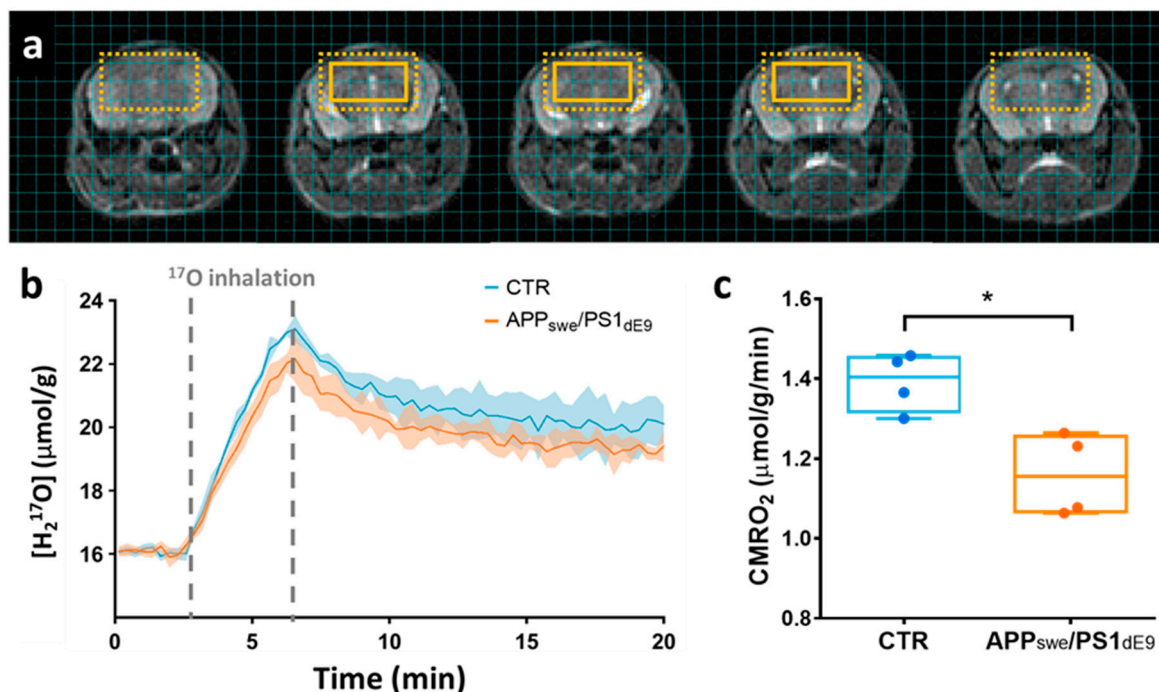 a
b
¹⁷O inhalation
CTR
APPswe/PS1dE9
[H₂¹⁷O] (μmol/g)
24
22
20
18
16
0
5
10
15
20
Time (min)
c
*
CMRO₂ (μmol/g/min)
1.6
1.4
1.2
1.0
0.8
CTR
APPswe/PS1dE9